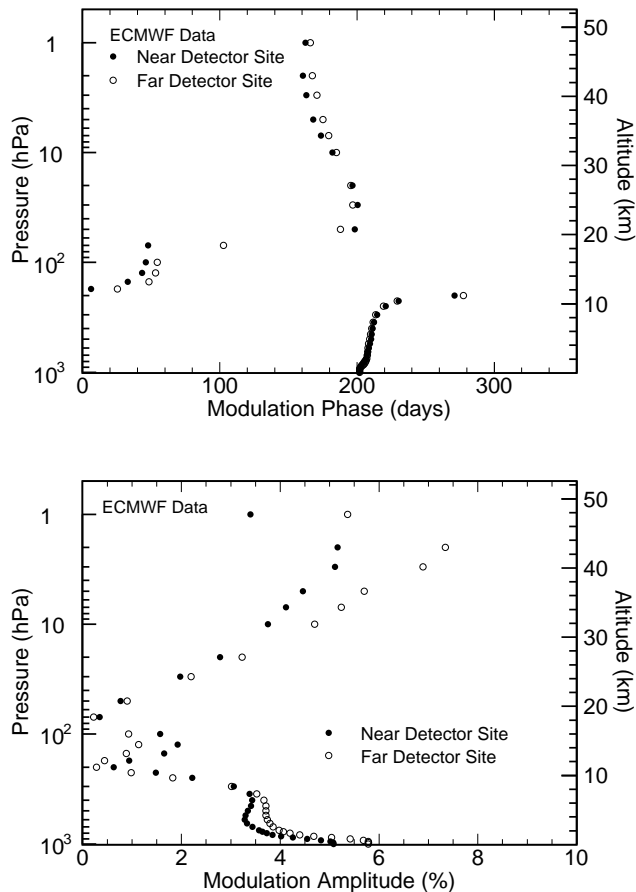 ECMWF Data
Near Detector Site
Far Detector Site
Pressure (hPa)
1
10
10²
10³
Altitude (km)
50
40
30
20
10
0 100 200 300
Modulation Phase (days)
ECMWF Data
Near Detector Site
Far Detector Site
Pressure (hPa)
1
10
10²
10³
Altitude (km)
50
40
30
20
10
0 2 4 6 8 10
Modulation Amplitude (%)